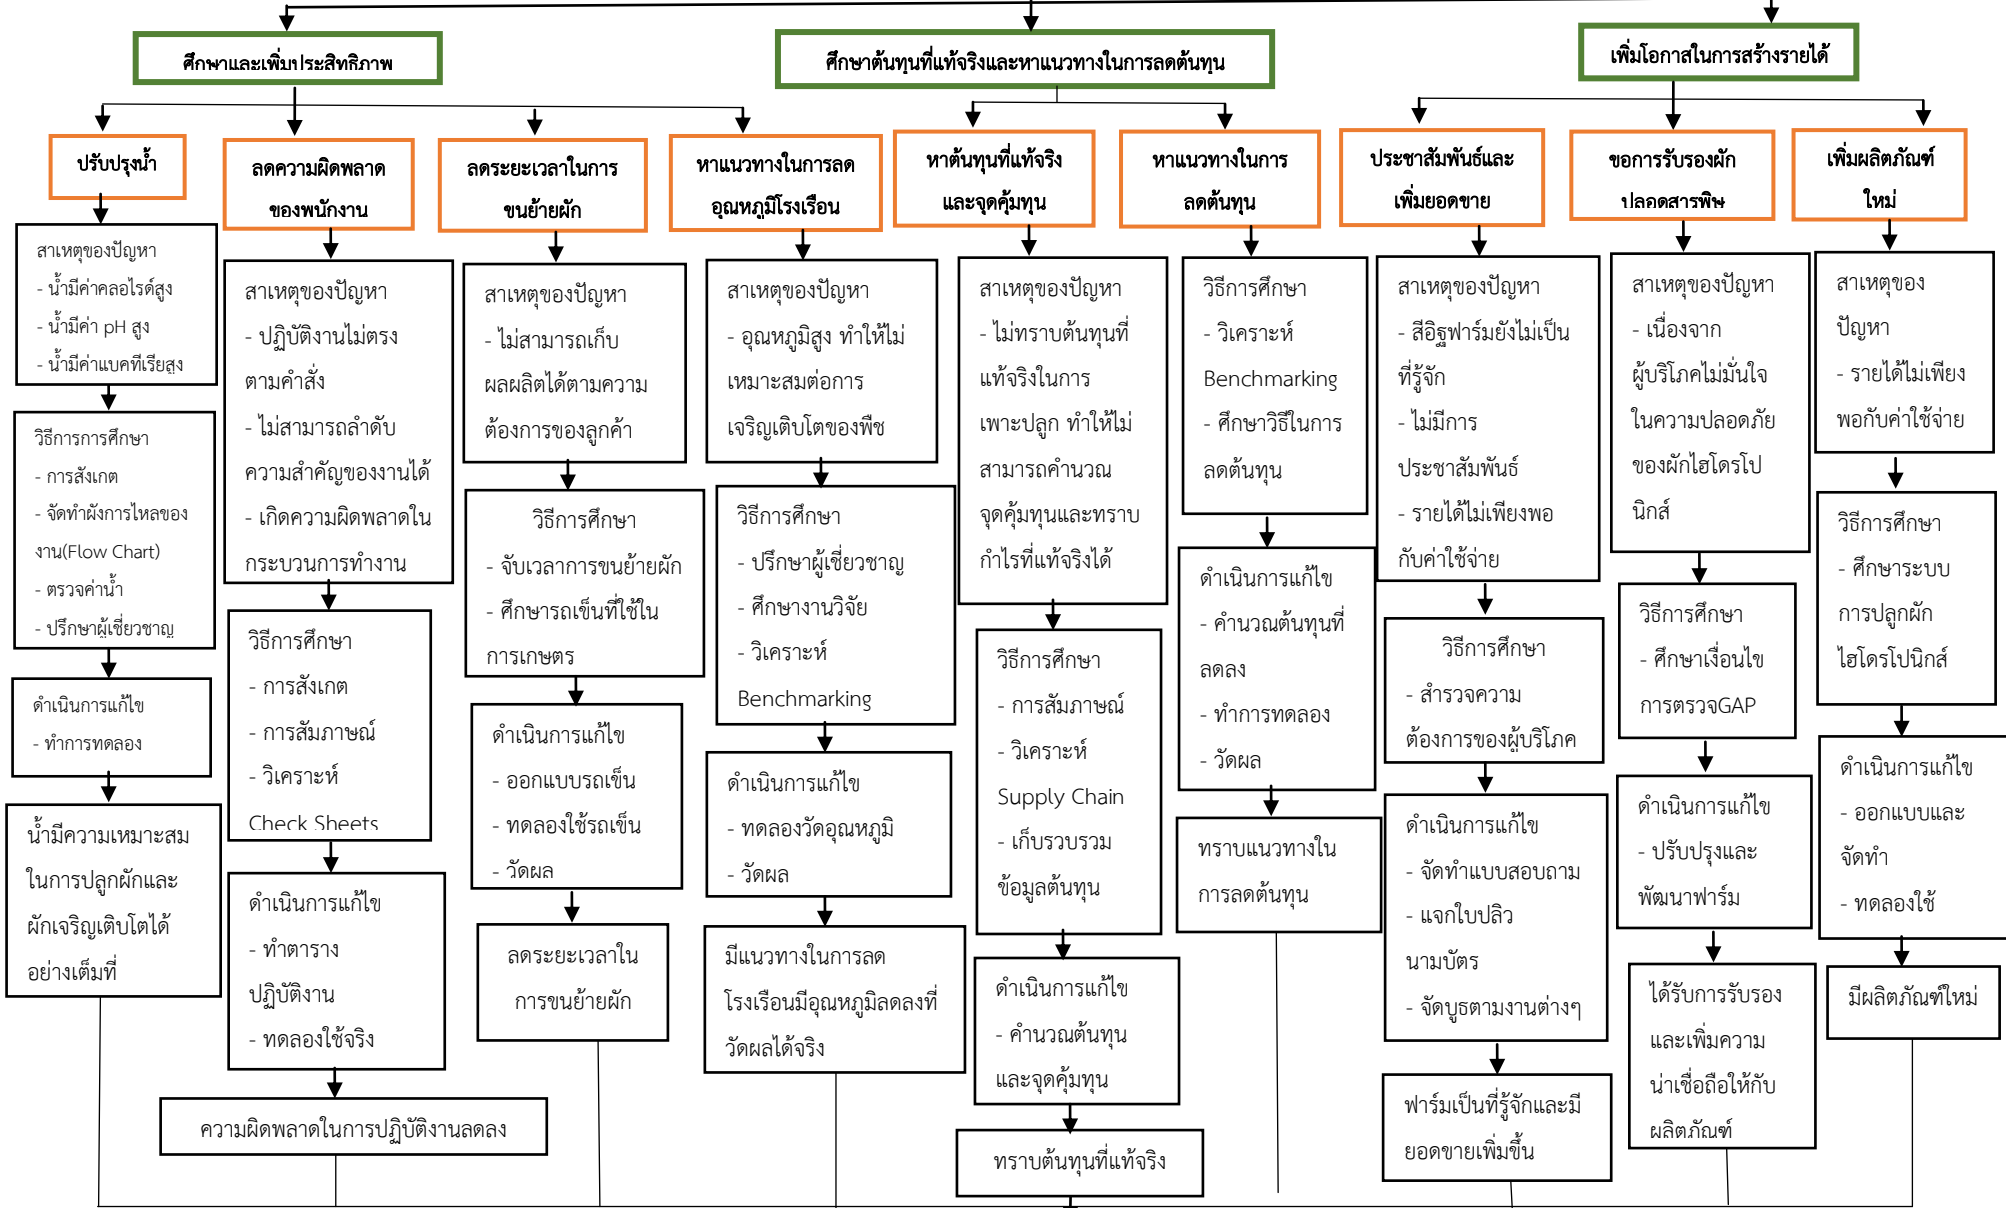 ศึกษาและเพิ่มประสิทธิภาพ
ศึกษาต้นทุนที่แท้จริงและหาแนวทางในการลดต้นทุน
เพิ่มโอกาสในการสร้างรายได้
ปรับปรุงน้ำ
ลดความผิดพลาด
ของพนักงาน
ลดระยะเวลาในการ
ขนย้ายผัก
หาแนวทางในการลด
อุณหภูมิโรงเรือน
หาต้นทุนที่แท้จริง
และจุดคุ้มทุน
หาแนวทางในการ
ลดต้นทุน
ประชาสัมพันธ์และ
เพิ่มยอดขาย
ขอการรับรองผัก
ปลอดสารพิษ
เพิ่มผลิตภัณฑ์
ใหม่
สาเหตุของปัญหา
- น้ำมีค่าคลอไรด์สูง
- น้ำมีค่า pH สูง
- น้ำมีค่าแบคทีเรียสูง
วิธีการการศึกษา
- การสังเกต
- จัดทำผังการไหลของ
งาน(Flow Chart)
- ตรวจค่าน้ำ
- ปรึกษาผู้เชี่ยวชาญ
ดำเนินการแก้ไข
- ทำการทดลอง
น้ำมีความเหมาะสม
ในการปลูกผักและ
ผักเจริญเติบโตได้
อย่างเต็มที่
สาเหตุของปัญหา
- ปฏิบัติงานไม่ตรง
ตามคำสั่ง
- ไม่สามารถลำดับ
ความสำคัญของงานได้
- เกิดความผิดพลาดใน
กระบวนการทำงาน
วิธีการศึกษา
- การสังเกต
- การสัมภาษณ์
- วิเคราะห์
Check Sheets
ดำเนินการแก้ไข
- ทำตาราง
ปฏิบัติงาน
- ทดลองใช้จริง
ความผิดพลาดในการปฏิบัติงานลดลง
สาเหตุของปัญหา
- ไม่สามารถเก็บ
ผลผลิตได้ตามความ
ต้องการของลูกค้า
วิธีการศึกษา
- จับเวลาการขนย้ายผัก
- ศึกษารถเข็นที่ใช้ใน
การเกษตร
ดำเนินการแก้ไข
- ออกแบบรถเข็น
- ทดลองใช้รถเข็น
- วัดผล
ลดระยะเวลาใน
การขนย้ายผัก
สาเหตุของปัญหา
- อุณหภูมิสูง ทำให้ไม่
เหมาะสมต่อการ
เจริญเติบโตของพืช
วิธีการศึกษา
- ปรึกษาผู้เชี่ยวชาญ
- ศึกษางานวิจัย
- วิเคราะห์
Benchmarking
ดำเนินการแก้ไข
- ทดลองวัดอุณหภูมิ
- วัดผล
มีแนวทางในการลด
โรงเรือนมีอุณหภูมิลดลงที่
วัดผลได้จริง
สาเหตุของปัญหา
- ไม่ทราบต้นทุนที่
แท้จริงในการ
เพาะปลูก ทำให้ไม่
สามารถคำนวณ
จุดคุ้มทุนและทราบ
กำไรที่แท้จริงได้
วิธีการศึกษา
- การสัมภาษณ์
- วิเคราะห์
Supply Chain
- เก็บรวบรวม
ข้อมูลต้นทุน
ดำเนินการแก้ไข
- คำนวณต้นทุน
และจุดคุ้มทุน
ทราบต้นทุนที่แท้จริง
วิธีการศึกษา
- วิเคราะห์
Benchmarking
- ศึกษาวิธีในการ
ลดต้นทุน
ดำเนินการแก้ไข
- คำนวณต้นทุนที่
ลดลง
- ทำการทดลอง
- วัดผล
ทราบแนวทางใน
การลดต้นทุน
สาเหตุของปัญหา
- สีอิฐฟาร์มยังไม่เป็น
ที่รู้จัก
- ไม่มีการ
ประชาสัมพันธ์
- รายได้ไม่เพียงพอ
กับค่าใช้จ่าย
วิธีการศึกษา
- สำรวจความ
ต้องการของผู้บริโภค
ดำเนินการแก้ไข
- จัดทำแบบสอบถาม
- แจกใบปลิว
นามบัตร
- จัดบูธตามงานต่างๆ
ฟาร์มเป็นที่รู้จักและมี
ยอดขายเพิ่มขึ้น
สาเหตุของปัญหา
- เนื่องจาก
ผู้บริโภคไม่มั่นใจ
ในความปลอดภัย
ของผักไฮโดรโป
นิกส์
วิธีการศึกษา
- ศึกษาเงื่อนไข
การตรวจGAP
ดำเนินการแก้ไข
- ปรับปรุงและ
พัฒนาฟาร์ม
ได้รับการรับรอง
และเพิ่มความ
น่าเชื่อถือให้กับ
ผลิตภัณฑ์
สาเหตุของ
ปัญหา
- รายได้ไม่เพียง
พอกับค่าใช้จ่าย
วิธีการศึกษา
- ศึกษาระบบ
การปลูกผัก
ไฮโดรโปนิกส์
ดำเนินการแก้ไข
- ออกแบบและ
จัดทำ
- ทดลองใช้
มีผลิตภัณฑ์ใหม่